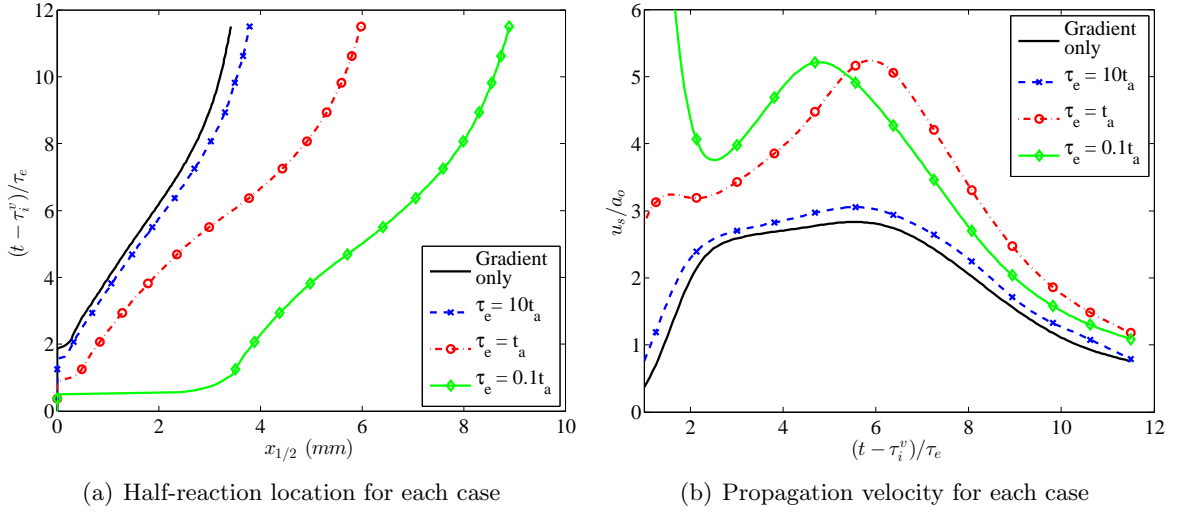 12
10
8
6
4
2
0
(t − τ_i^v)/τ_e
0 2 4 6 8 10
x_{1/2} (mm)
Gradient
only
τ_e = 10t_a
τ_e = t_a
τ_e = 0.1t_a
(a) Half-reaction location for each case
6
5
4
3
2
1
0
u_s/a_o
2 4 6 8 10 12
(t − τ_i^v)/τ_e
Gradient
only
τ_e = 10t_a
τ_e = t_a
τ_e = 0.1t_a
(b) Propagation velocity for each case